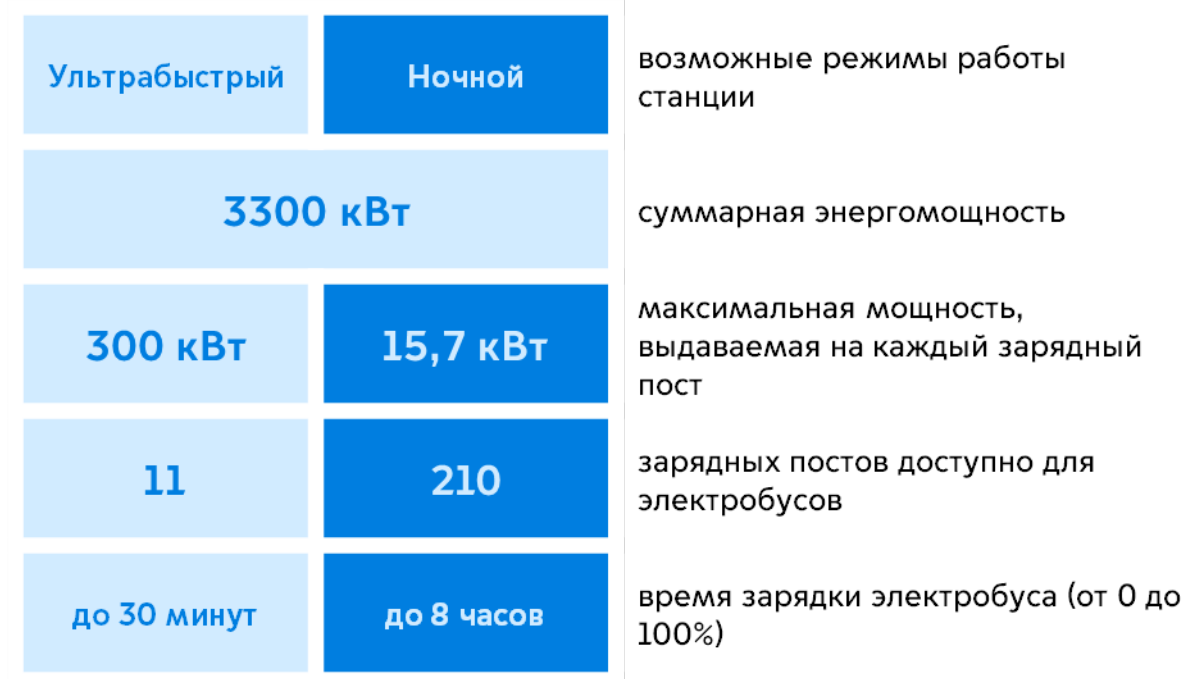 Ультрабыстрый
Ночной
возможные режимы работы
станции
3300 кВт
суммарная энергомощность
300 кВт
15,7 кВт
максимальная мощность,
выдаваемая на каждый зарядный
пост
11
210
зарядных постов доступно для
электробусов
до 30 минут
до 8 часов
время зарядки электробуса (от 0 до
100%)